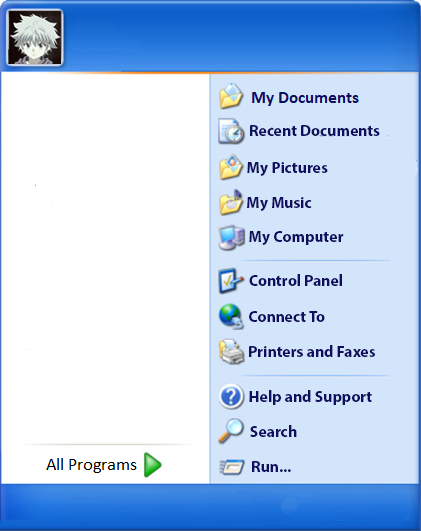 My Documents
Recent Documents
My Pictures
My Music
My Computer
Control Panel
Connect To
Printers and Faxes
Help and Support
Search
Run...
All Programs